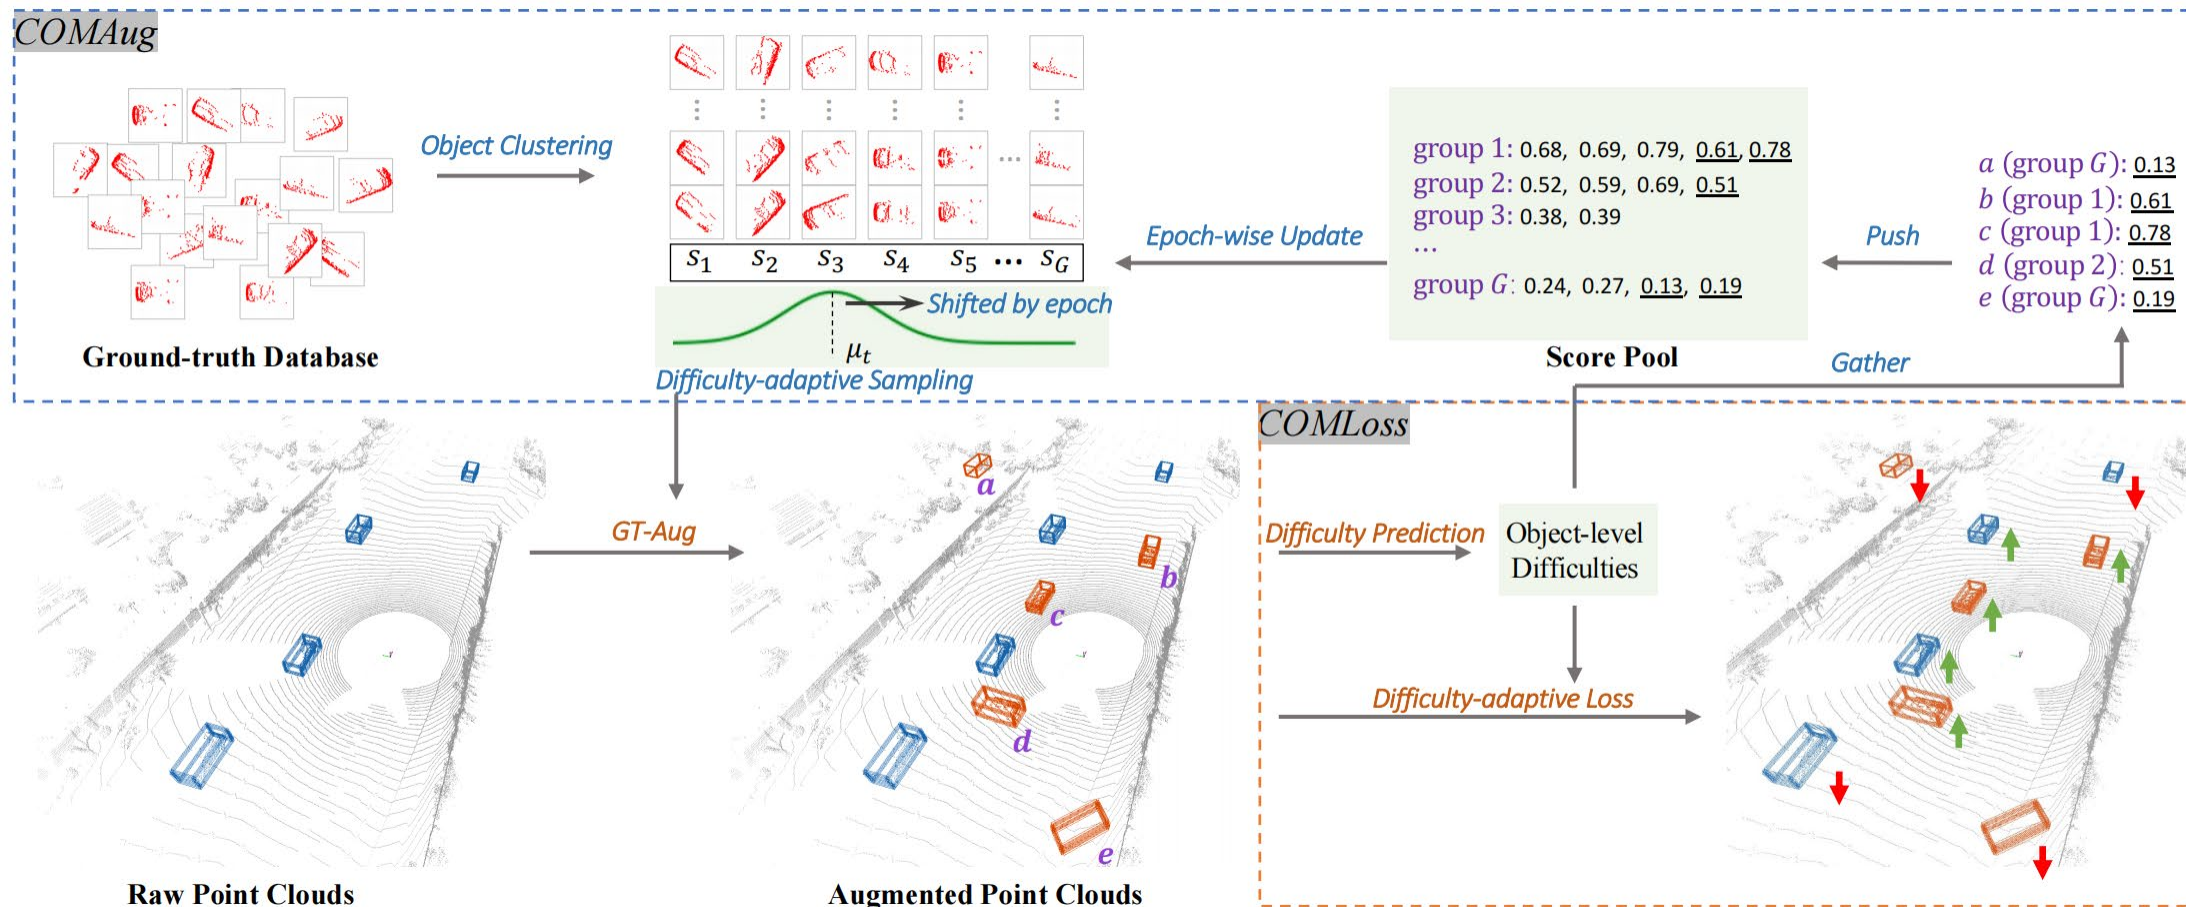 COMAug
Object Clustering
Ground-truth Database
s1 s2 s3 s4 s5 ... sG
Shifted by epoch
μt
Difficulty-adaptive Sampling
Epoch-wise Update
group 1: 0.68, 0.69, 0.79, 0.61, 0.78
group 2: 0.52, 0.59, 0.69, 0.51
group 3: 0.38, 0.39
...
group G: 0.24, 0.27, 0.13, 0.19
Score Pool
Push
a (group G): 0.13
b (group 1): 0.61
c (group 1): 0.78
d (group 2): 0.51
e (group G): 0.19
Gather
COMLoss
GT-Aug
a
b
c
d
e
Difficulty Prediction
Object-level
Difficulties
Difficulty-adaptive Loss
Raw Point Clouds
Augmented Point Clouds